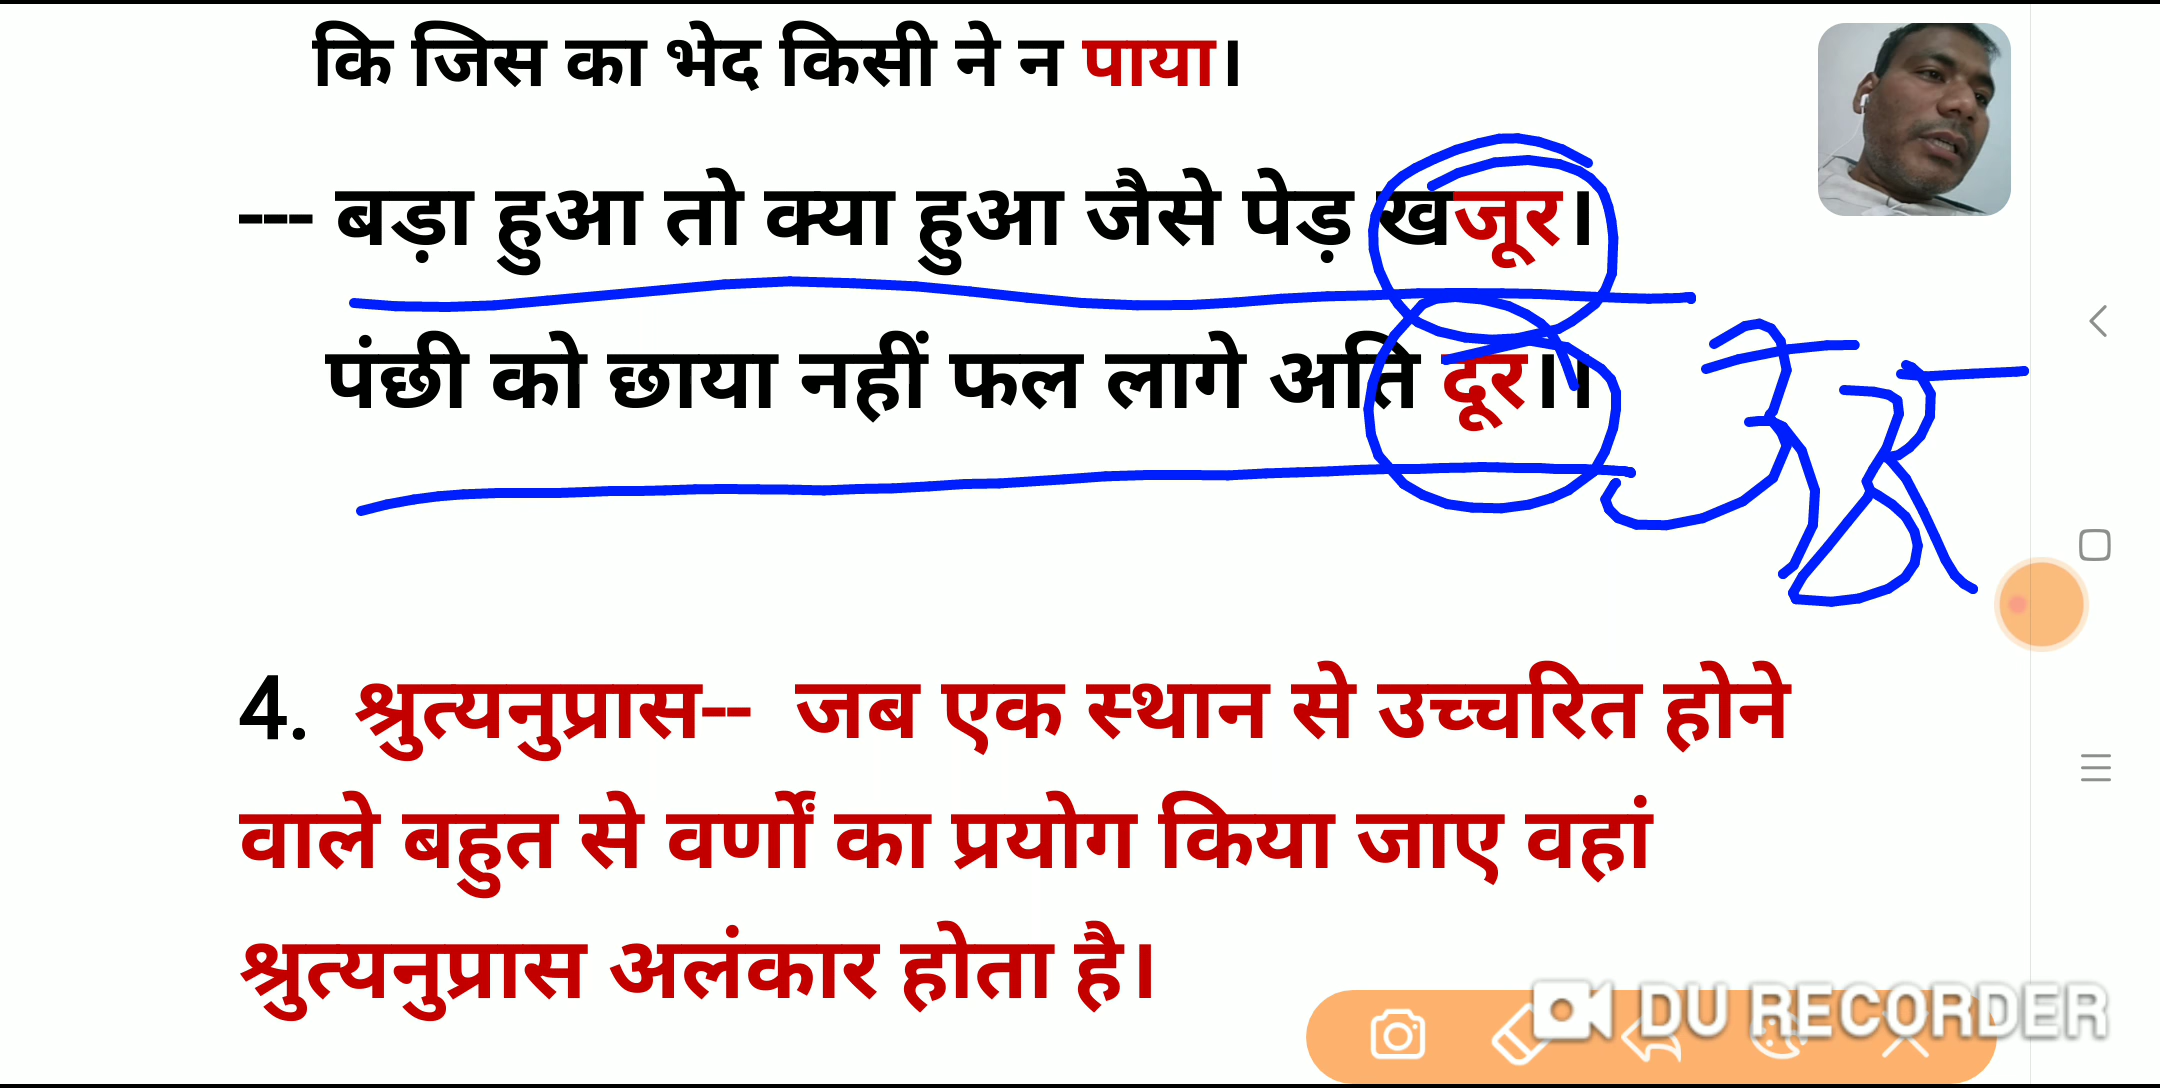 कि जिस का भेद किसी ने न पाया।
--- बड़ा हुआ तो क्या हुआ जैसे पेड़ खजूर।
पंछी को छाया नहीं फल लागे अति दूर।।
4. श्रुत्यनुप्रास-- जब एक स्थान से उच्चरित होने
वाले बहुत से वर्णों का प्रयोग किया जाए वहां
श्रुत्यनुप्रास अलंकार होता है।
DU RECORDER